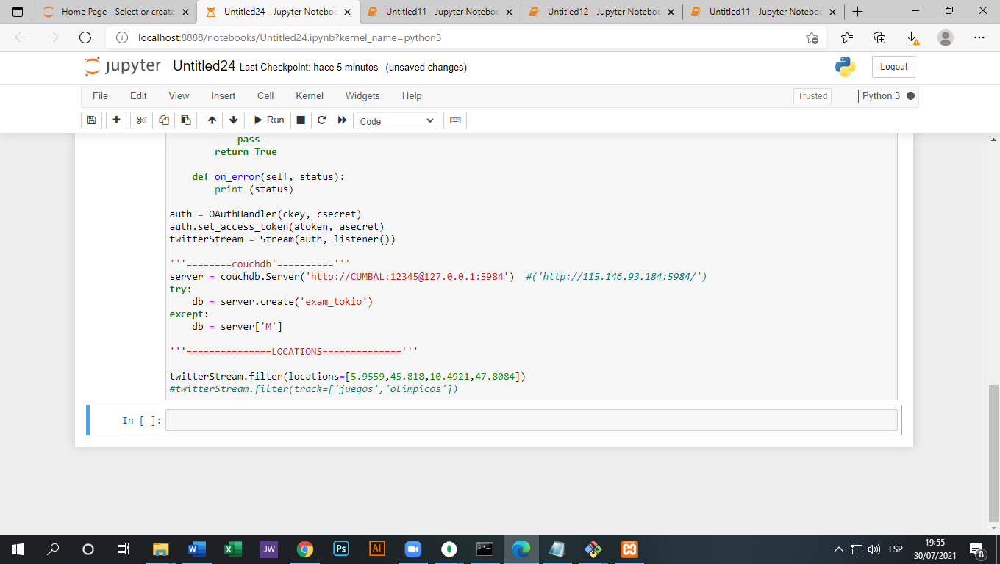 Home Page - Select or create
Untitled24 - Jupyter Noteboo
Untitled11 - Jupyter Noteboo
Untitled12 - Jupyter Noteboo
Untitled11 - Jupyter Noteboo
localhost:8888/notebooks/Untitled24.ipynb?kernel_name=python3
jupyter Untitled24 Last Checkpoint: hace 5 minutos (unsaved changes)
Logout
File Edit View Insert Cell Kernel Widgets Help
Trusted
Python 3
Run
Code
pass
return True
def on_error(self, status):
print (status)
auth = OAuthHandler(ckey, csecret)
auth.set_access_token(atoken, asecret)
twitterStream = Stream(auth, listener())
'''========couchdb'=========='''
server = couchdb.Server('http://CUMBAL:12345@127.0.0.1:5984')  #('http://115.146.93.184:5984/')
try:
db = server.create('exam_tokio')
except:
db = server['M']
'''===============LOCATIONS=============='''
twitterStream.filter(locations=[5.9559,45.818,10.4921,47.8084])
#twitterStream.filter(track=['juegos','olimpicos'])
In [ ]:
JW
Ps
Ai
ESP
19:55
30/07/2021
8